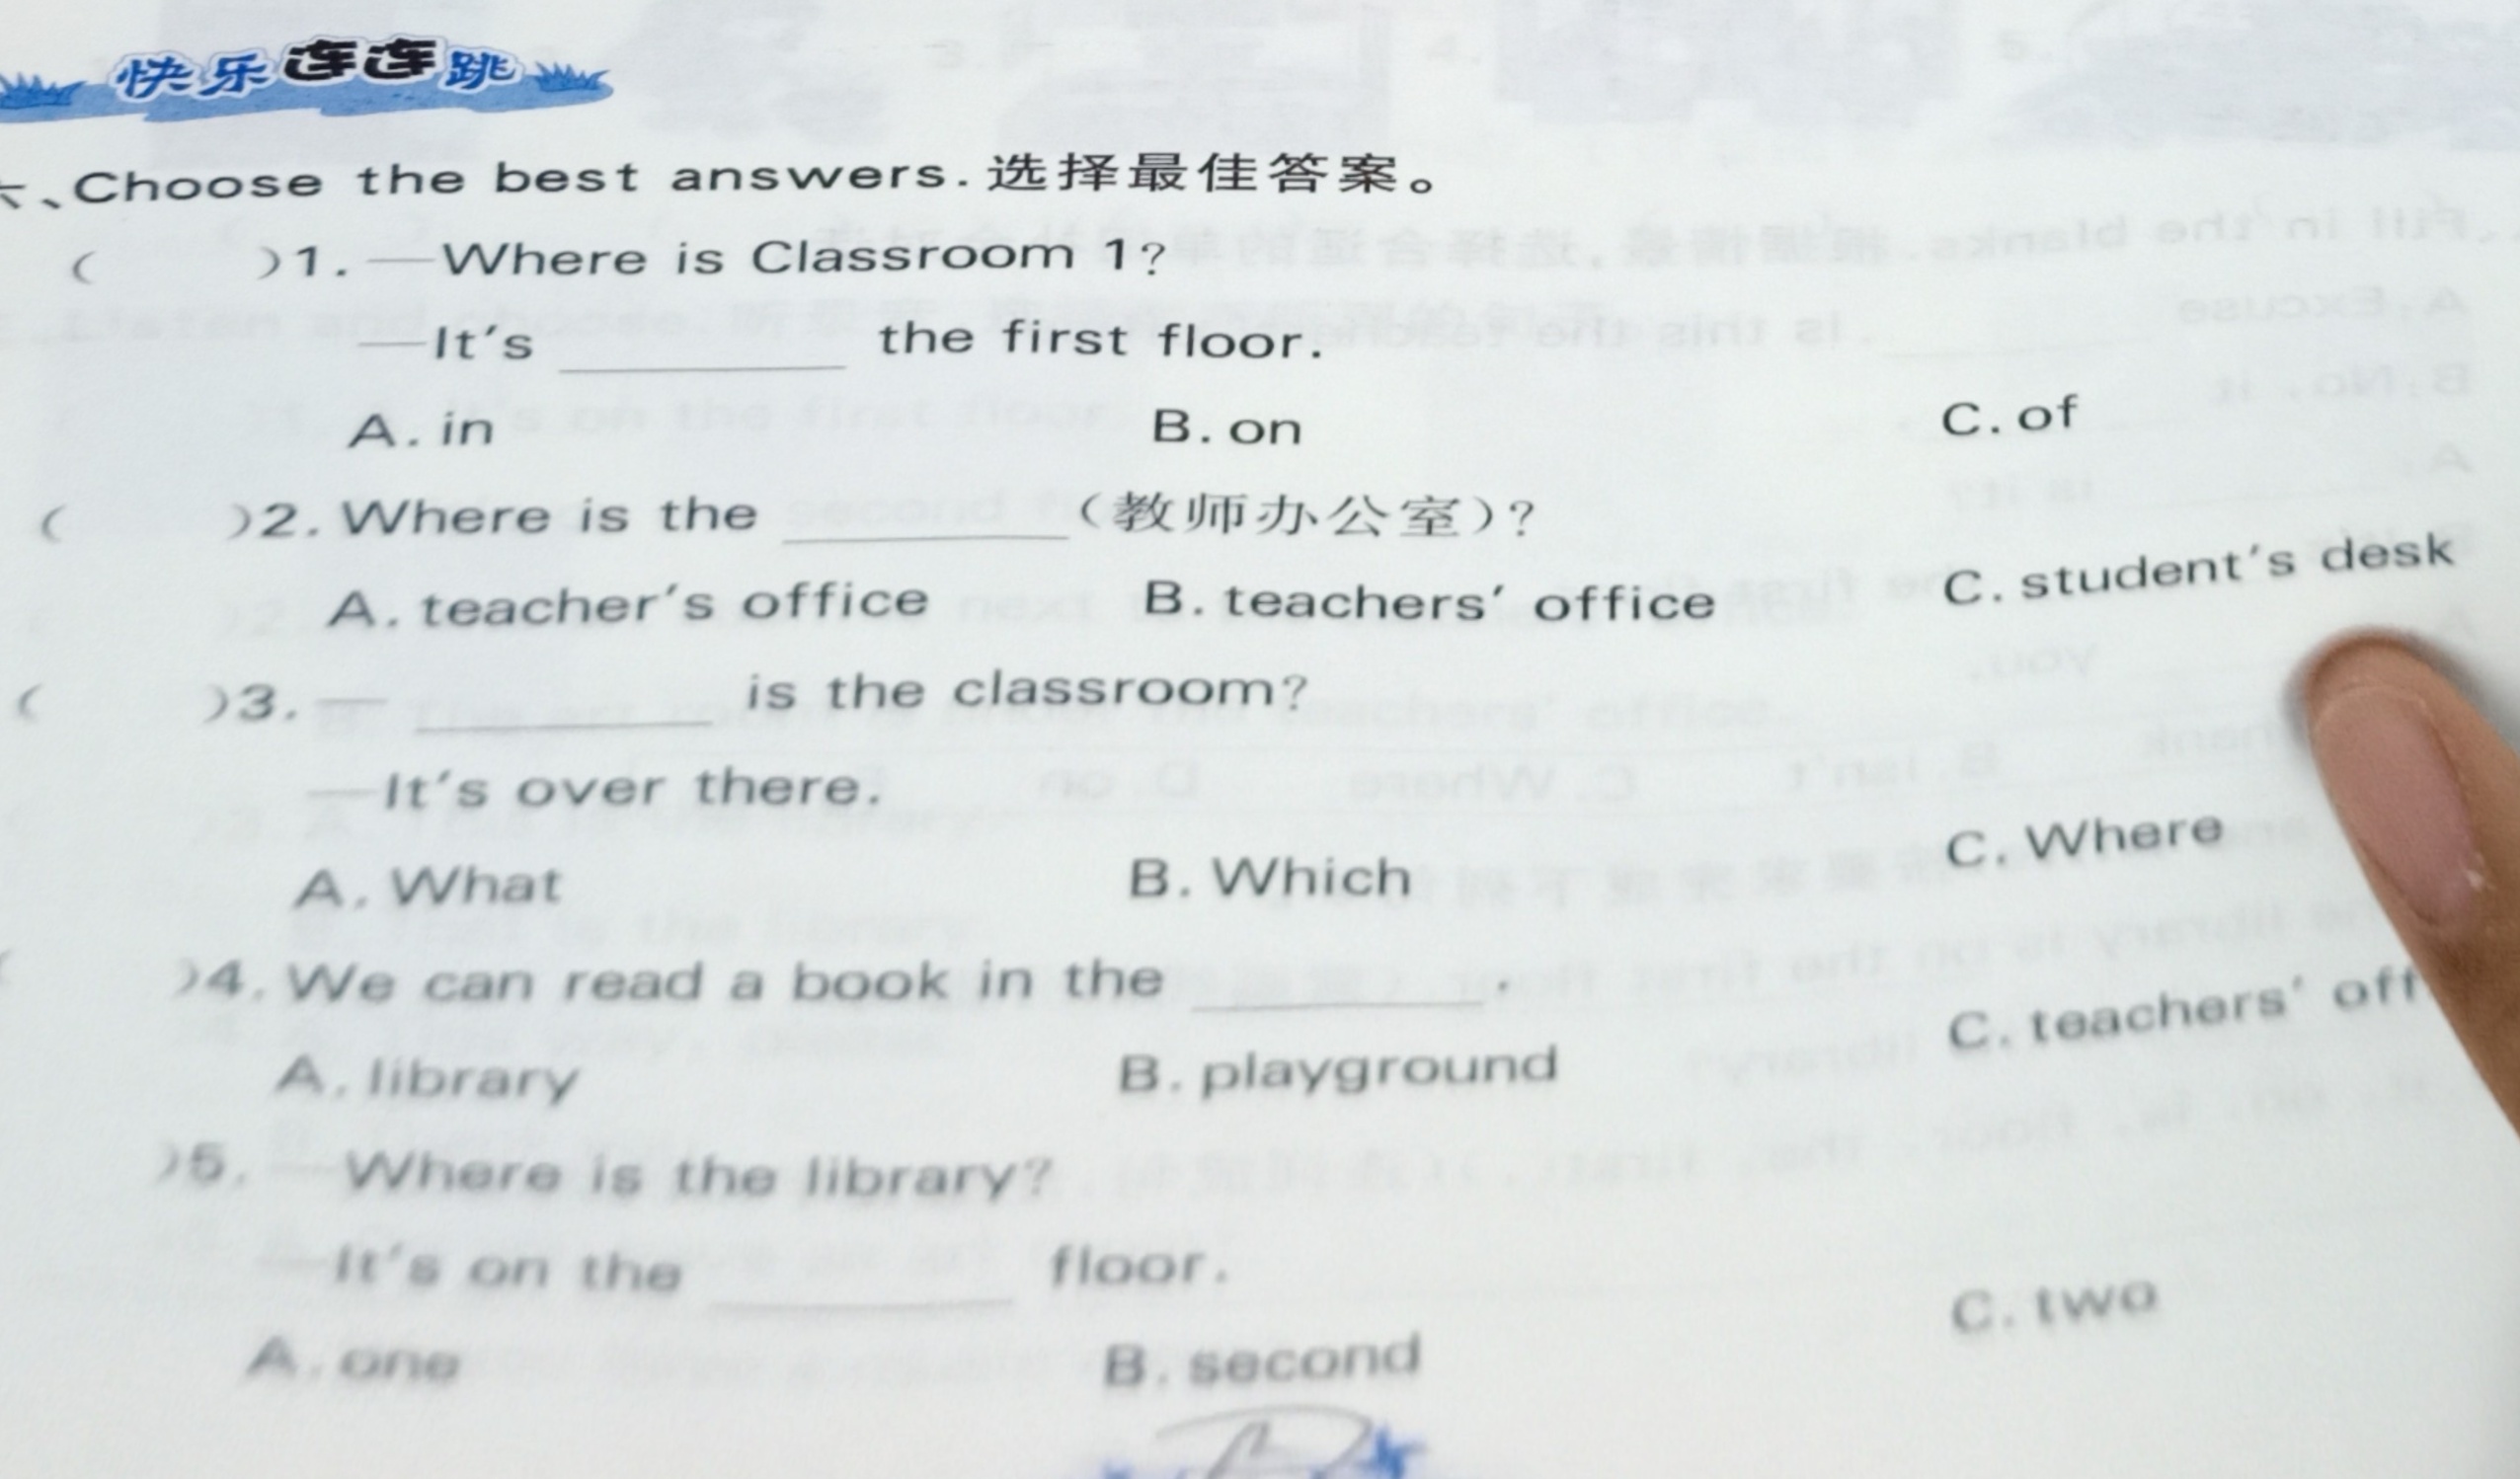 快乐连连跳
、Choose the best answers.选择最佳答案。
( )1.—Where is Classroom 1?
—It's ________ the first floor.
A. in B. on C. of
( )2. Where is the ________(教师办公室)?
A. teacher's office B. teachers' office C. student's desk
( )3.— ________ is the classroom?
—It's over there.
A. What B. Which C. Where
( )4. We can read a book in the ________.
A. library B. playground C. teachers'
)5. —Where is the library?
—It's on the ________ floor.
A. one B. second C. two